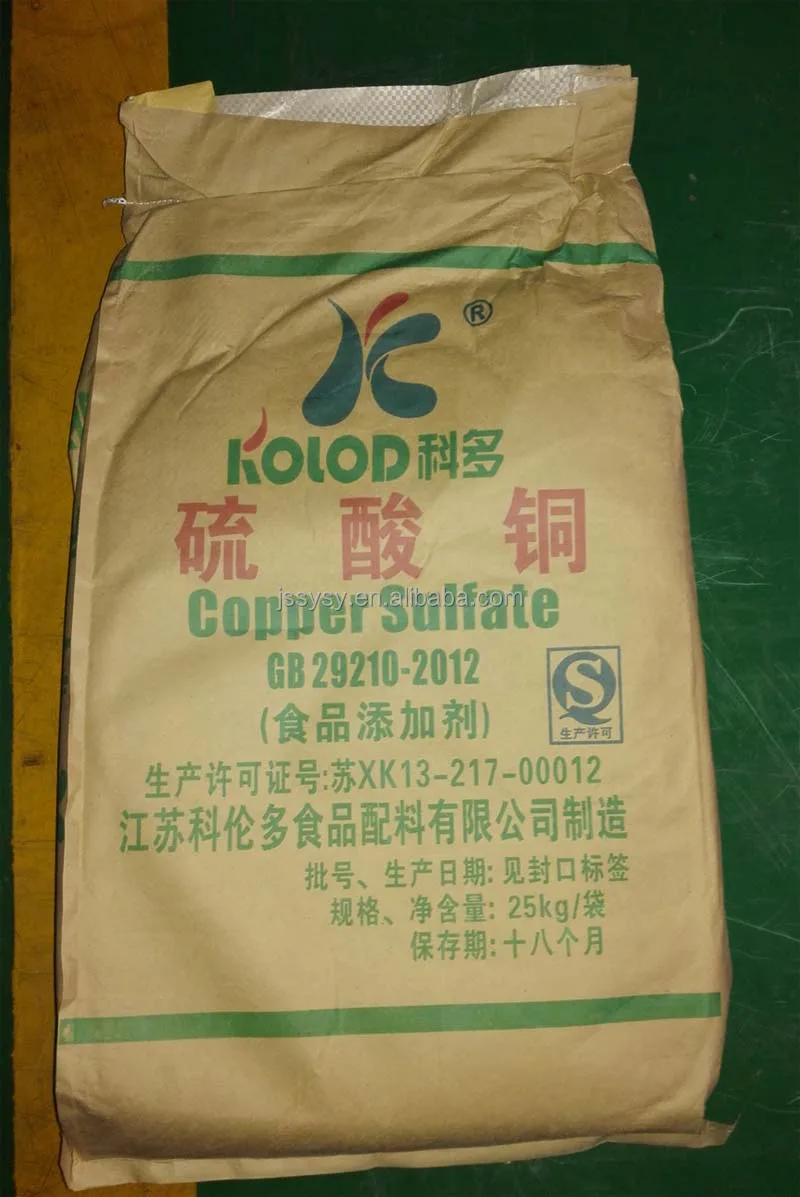 ®
KOLOD科多
硫酸铜
jssysy.en.alibaba.com
Copper Sulfate
GB 29210-2012
(食品添加剂)
生产许可
生产许可证号:苏XK13-217-00012
江苏科伦多食品配料有限公司制造
批号、生产日期:见封口标签
规格、净含量: 25kg/袋
保存期:十八个月